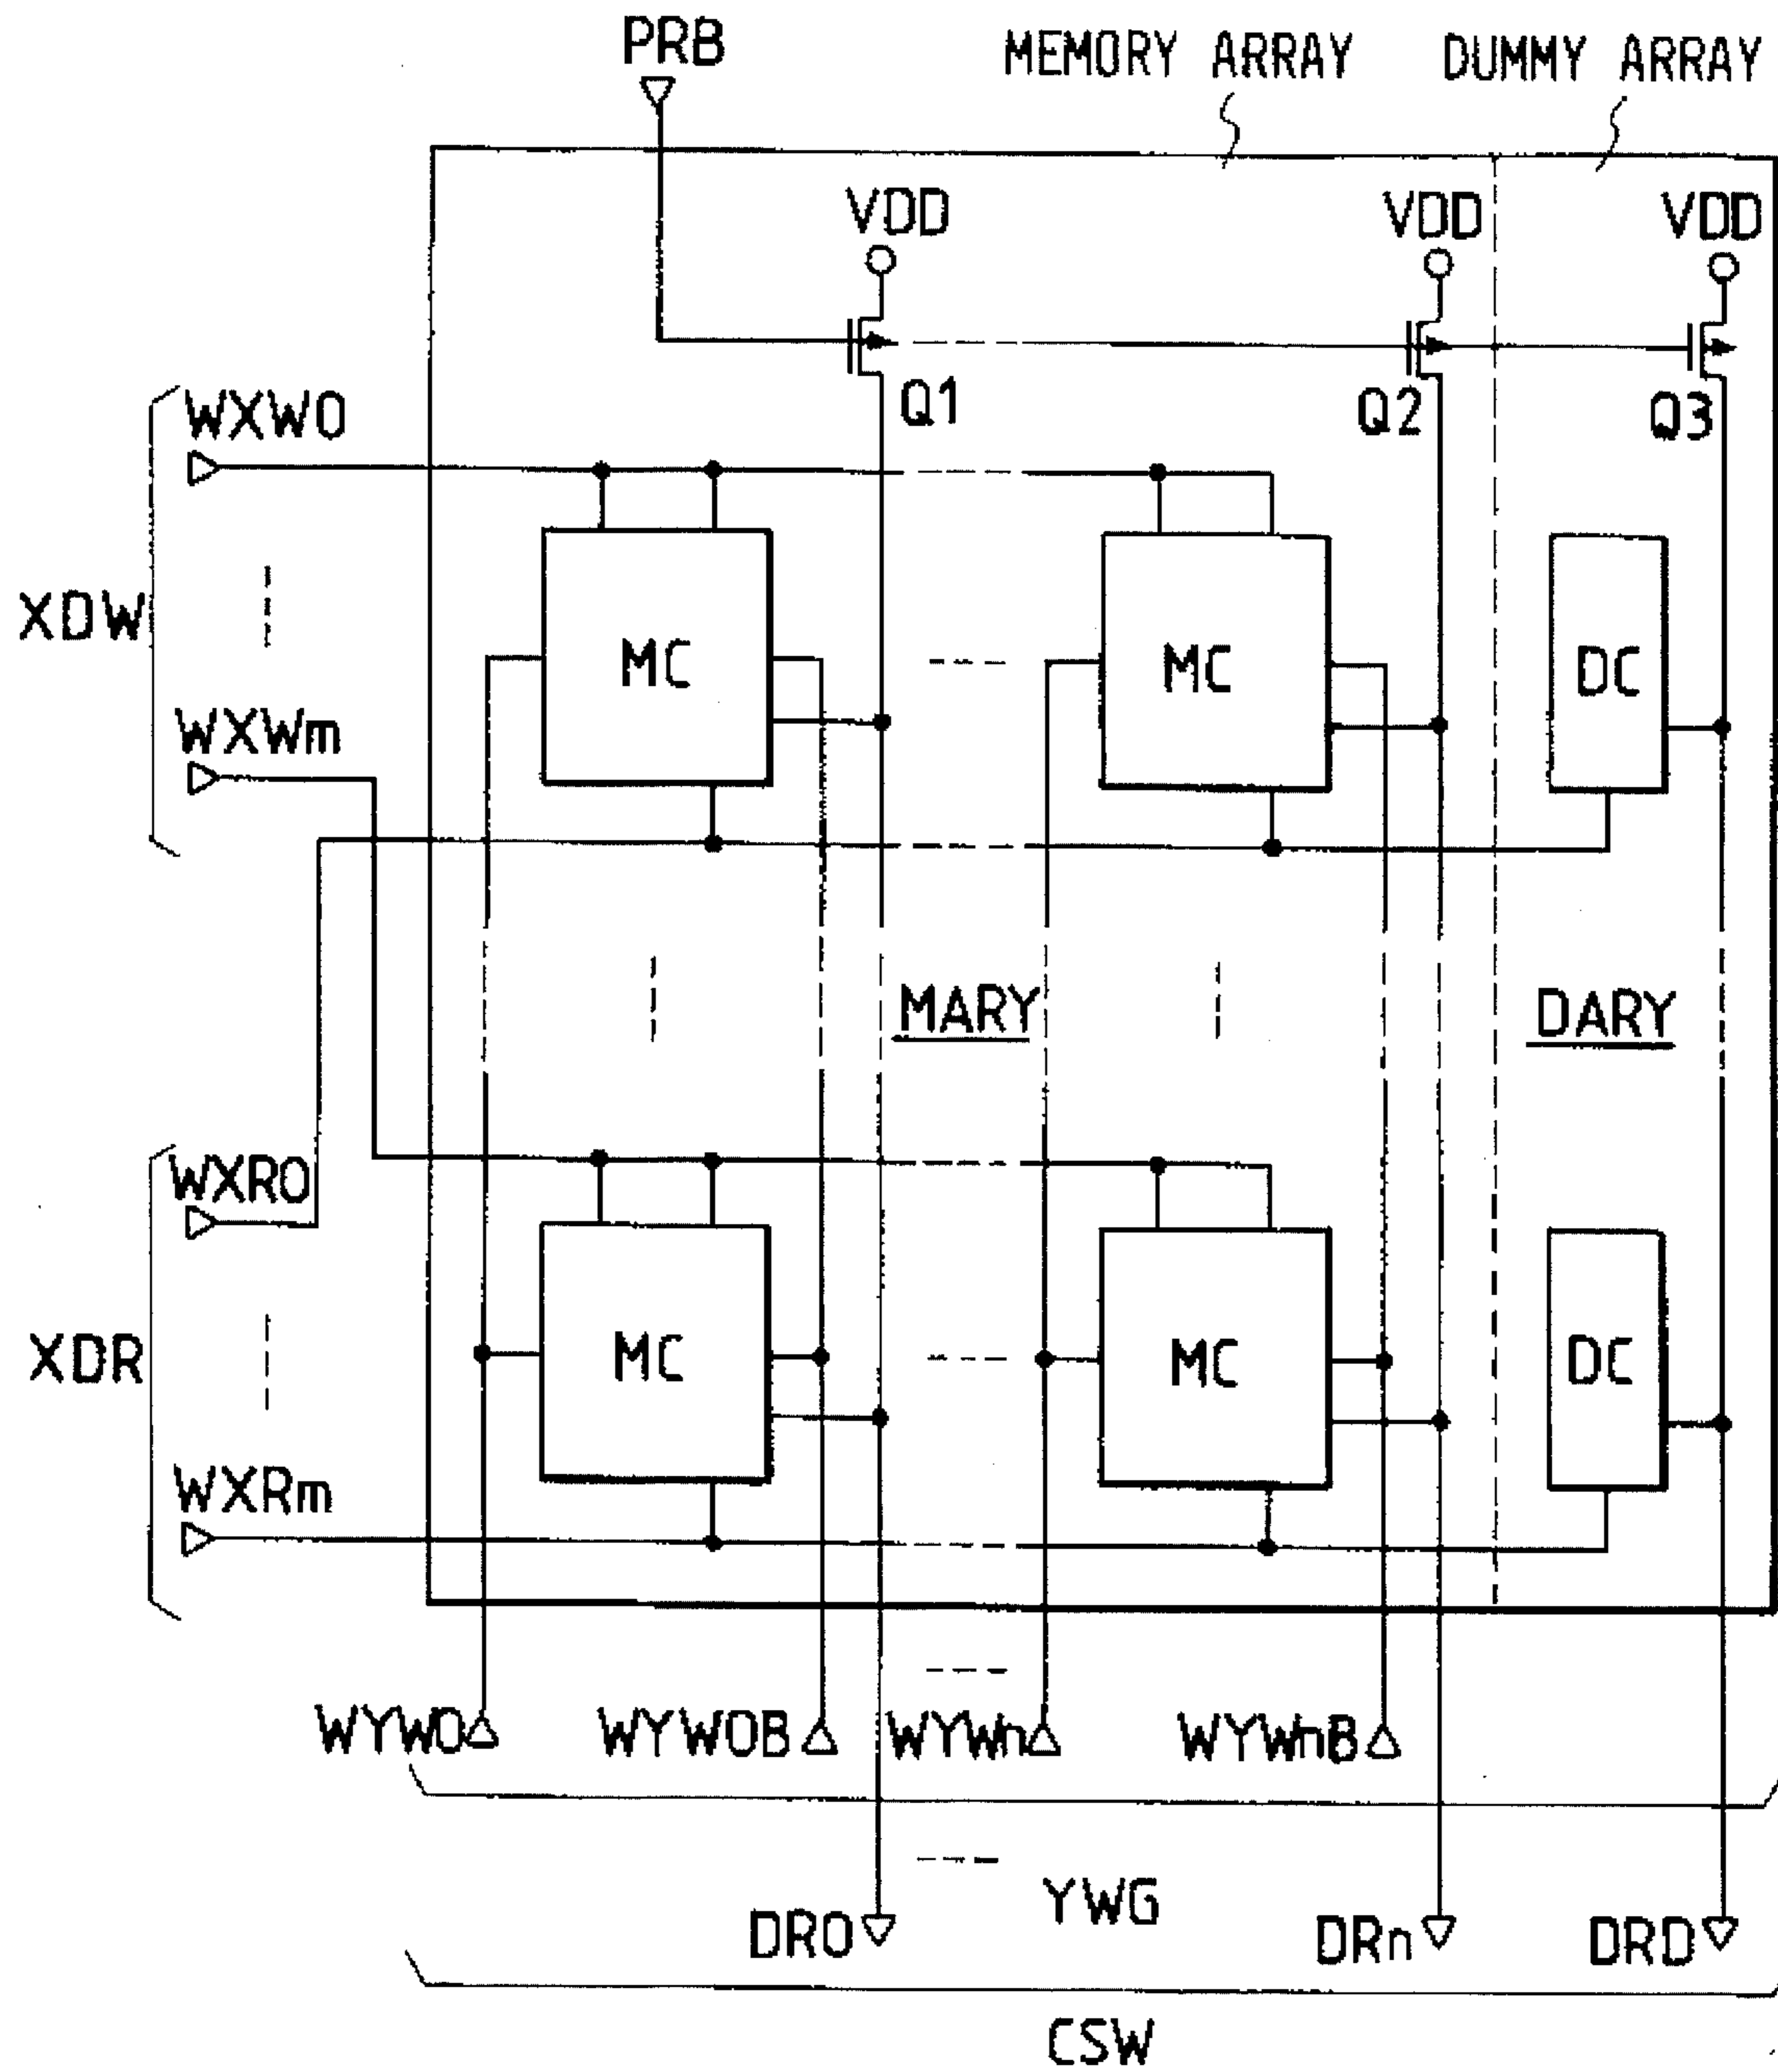 PRB
MEMORY ARRAY
DUMMY ARRAY
VDD
VDD
VDD
Q1
Q2
Q3
WXW0
XDW
MC
MC
DC
WXWm
MARY
DARY
WXR0
XDR
MC
MC
DC
WXRm
WYW0
WYW0B
WYWn
WYWnB
YWG
DR0
DRn
DRD
CSW